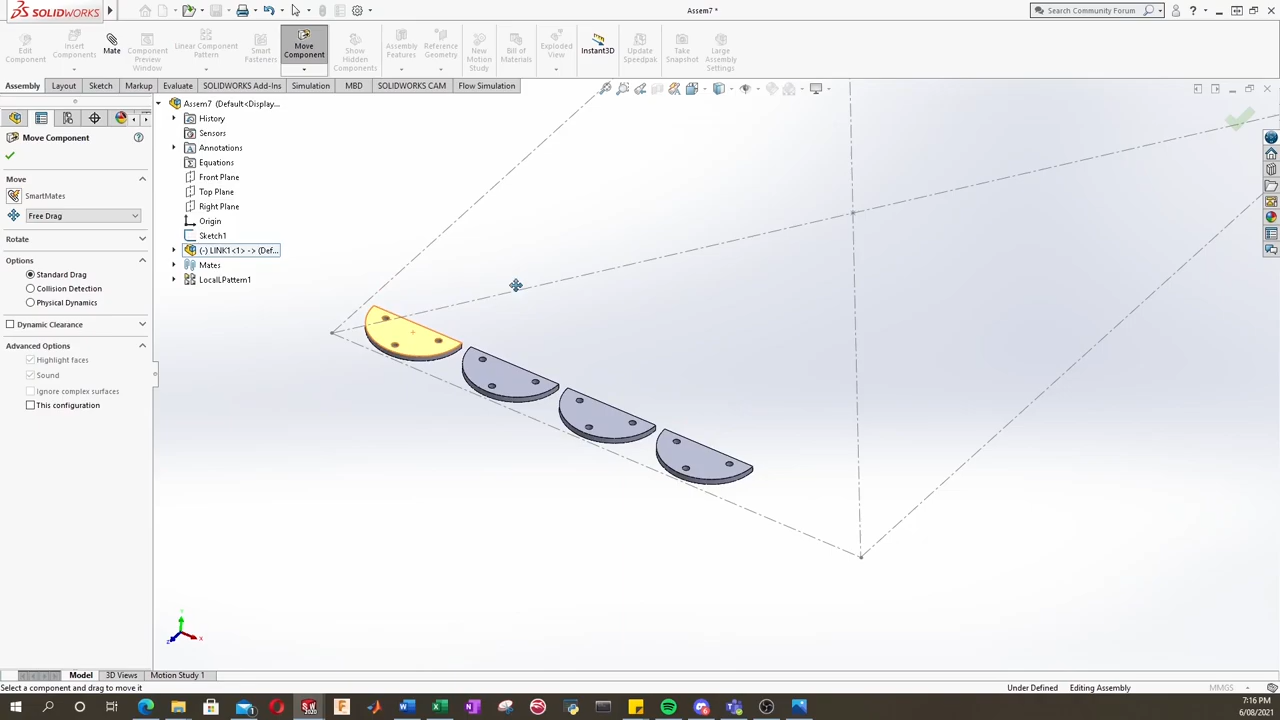 SOLIDWORKS
Assem7 *
Search Community Forum
Edit Component
Insert Components
Mate
Component Preview Window
Linear Component Pattern
Smart Fasteners
Move Component
Show Hidden Components
Assembly Features
Reference Geometry
New Motion Study
Bill of Materials
Exploded View
Instant3D
Update Speedpak
Take Snapshot
Large Assembly Settings
Assembly Layout Sketch Markup Evaluate SOLIDWORKS Add-Ins Simulation MBD SOLIDWORKS CAM Flow Simulation
Move Component
Move
SmartMates
Free Drag
Rotate
Options
Standard Drag
Collision Detection
Physical Dynamics
Dynamic Clearance
Advanced Options
Highlight faces
Sound
Ignore complex surfaces
This configuration
Assem7 (Default<Display...
History
Sensors
Annotations
Equations
Front Plane
Top Plane
Right Plane
Origin
Sketch1
(-) LINK1<1> -> (Def...
Mates
LocalLPattern1
Model 3D Views Motion Study 1
Select a component and drag to move it
Under Defined Editing Assembly MMGS
7:16 PM
6/08/2021